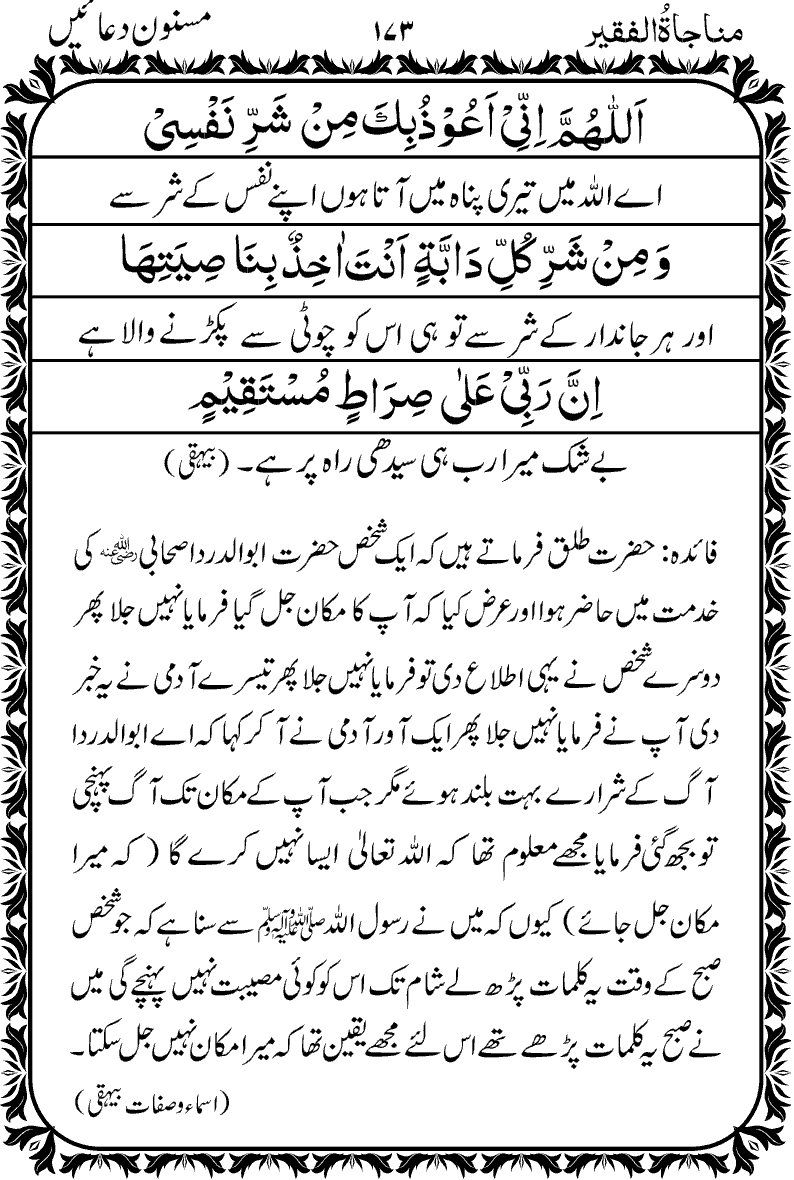 مناجاۃُالفقیر ۱۷۳ مسنون دعائیں
اَللّٰهُمَّ اِنِّیْ اَعُوْذُبِكَ مِنْ شَرِّ نَفْسِیْ
اے اللہ میں تیری پناہ میں آتا ہوں اپنے نفس کے شر سے
وَمِنْ شَرِّ كُلِّ دَابَّةٍ اَنْتَ اٰخِذٌ بِنَا صِیَتِهَا
اور ہر جاندار کے شر سے تو ہی اس کو چوٹی سے پکڑنے والا ہے
اِنَّ رَبِّیْ عَلٰی صِرَاطٍ مُسْتَقِیْمٍ
بے شک میرا رب ہی سیدھی راہ پر ہے۔ (بیہقی)
فائدہ: حضرت طلق فرماتے ہیں کہ ایک شخص حضرت ابوالدردا صحابی رضی اللہ عنہ کی
خدمت میں حاضر ہوا اور عرض کیا کہ آپ کا مکان جل گیا فرمایا نہیں جلا پھر
دوسرے شخص نے یہی اطلاع دی تو فرمایا نہیں جلا پھر تیسرے آدمی نے یہ خبر
دی آپ نے فرمایا نہیں جلا پھر ایک آور آدمی نے آ کر کہا کہ اے ابوالدردا
آگ کے شرارے بہت بلند ہوئے مگر جب آپ کے مکان تک آگ پہنچی
تو بجھ گئی فرمایا مجھے معلوم تھا کہ اللہ تعالیٰ ایسا نہیں کرے گا ( کہ میرا
مکان جل جائے ) کیوں کہ میں نے رسول اللہ ﷺ سے سنا ہے کہ جو شخص
صبح کے وقت یہ کلمات پڑھ لے شام تک اس کو کوئی مصیبت نہیں پہنچے گی میں
نے صبح یہ کلمات پڑھے تھے اس لئے مجھے یقین تھا کہ میرا مکان نہیں جل سکتا۔
(اسماء و صفات بیہقی)